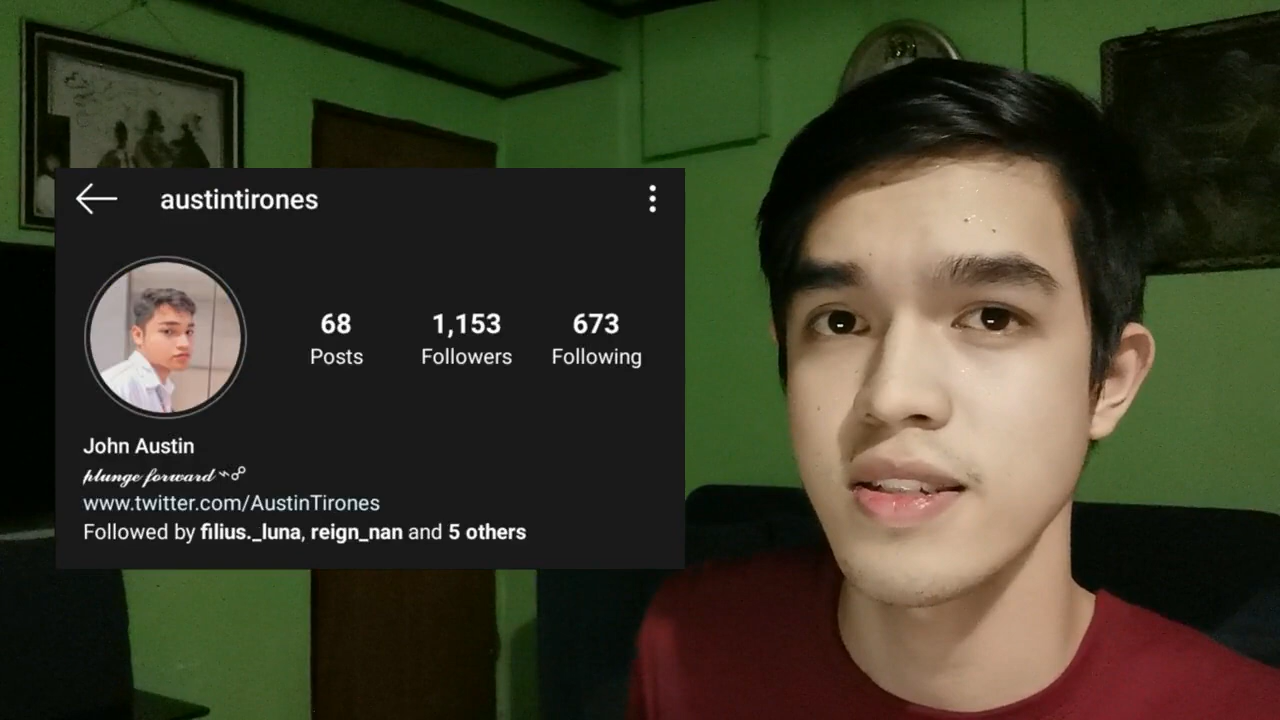 austintirones
68 1,153 673
Posts Followers Following
John Austin
𝓹𝓵𝓾𝓷𝓰𝓮 𝓯𝓸𝓻𝔀𝓪𝓻𝓭 ⌁☍
www.twitter.com/AustinTirones
Followed by filius._luna, reign_nan and 5 others